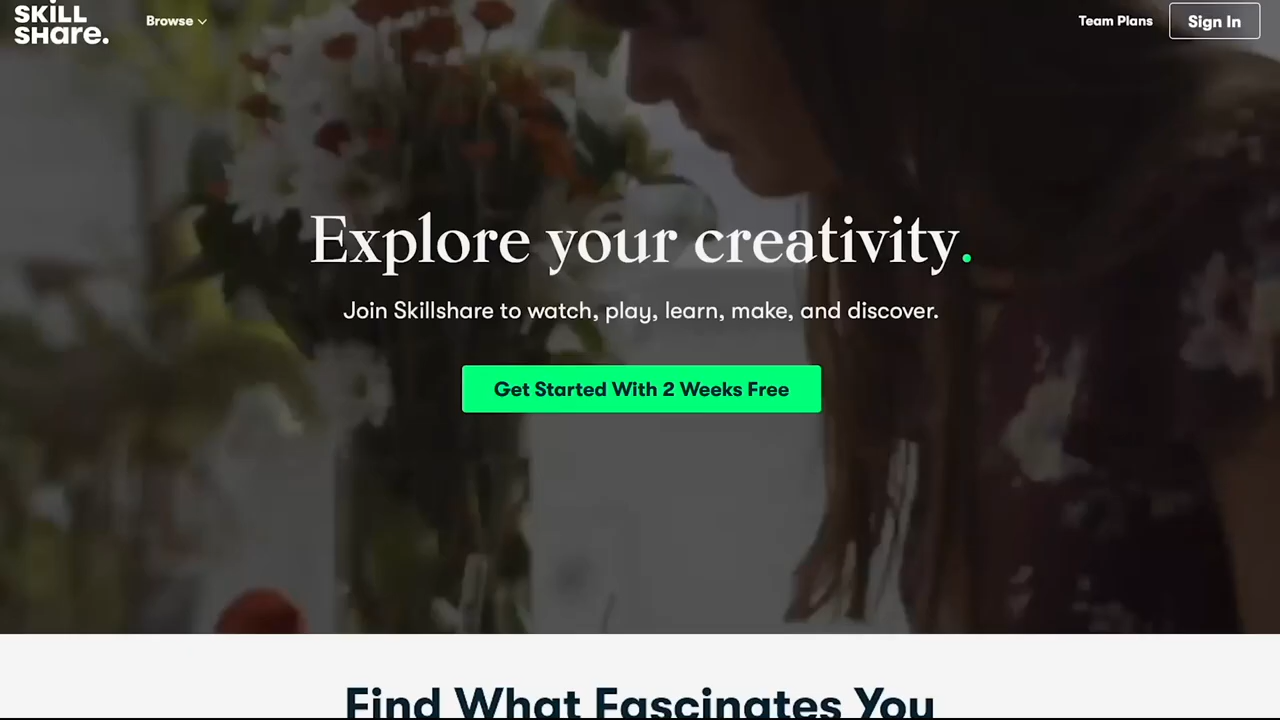 SKiLL
SHare.
Browse
Team Plans
Sign In
Explore your creativity.
Join Skillshare to watch, play, learn, make, and discover.
Get Started With 2 Weeks Free
Find What Fascinates You